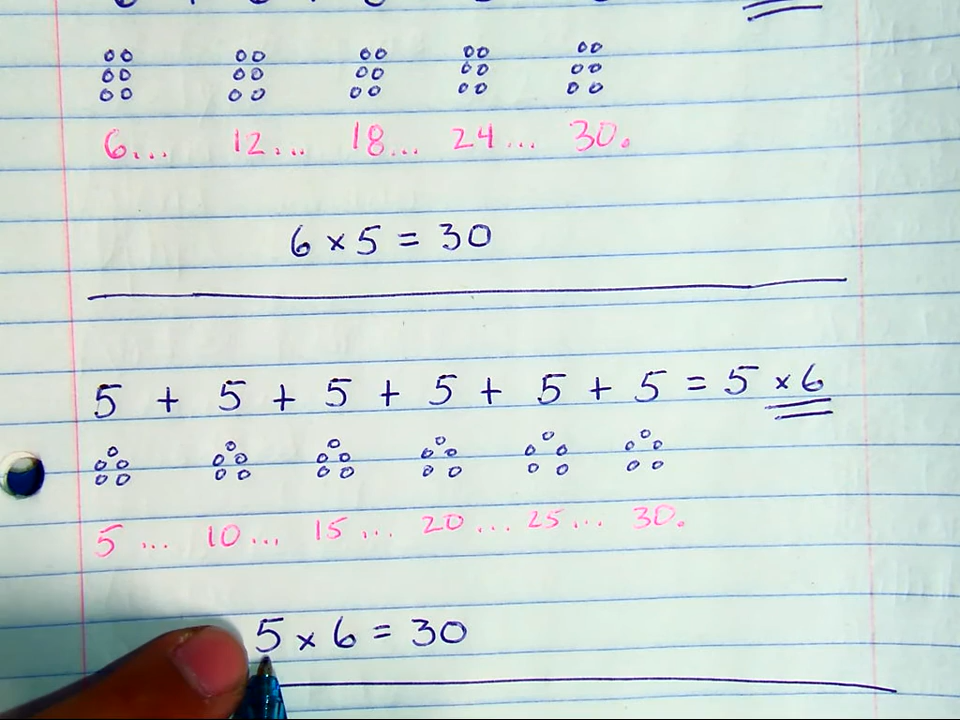 6... 12... 18... 24... 30.
6 × 5 = 30
5 + 5 + 5 + 5 + 5 + 5 = 5 × 6
5 ... 10... 15... 20... 25... 30.
5 × 6 = 30